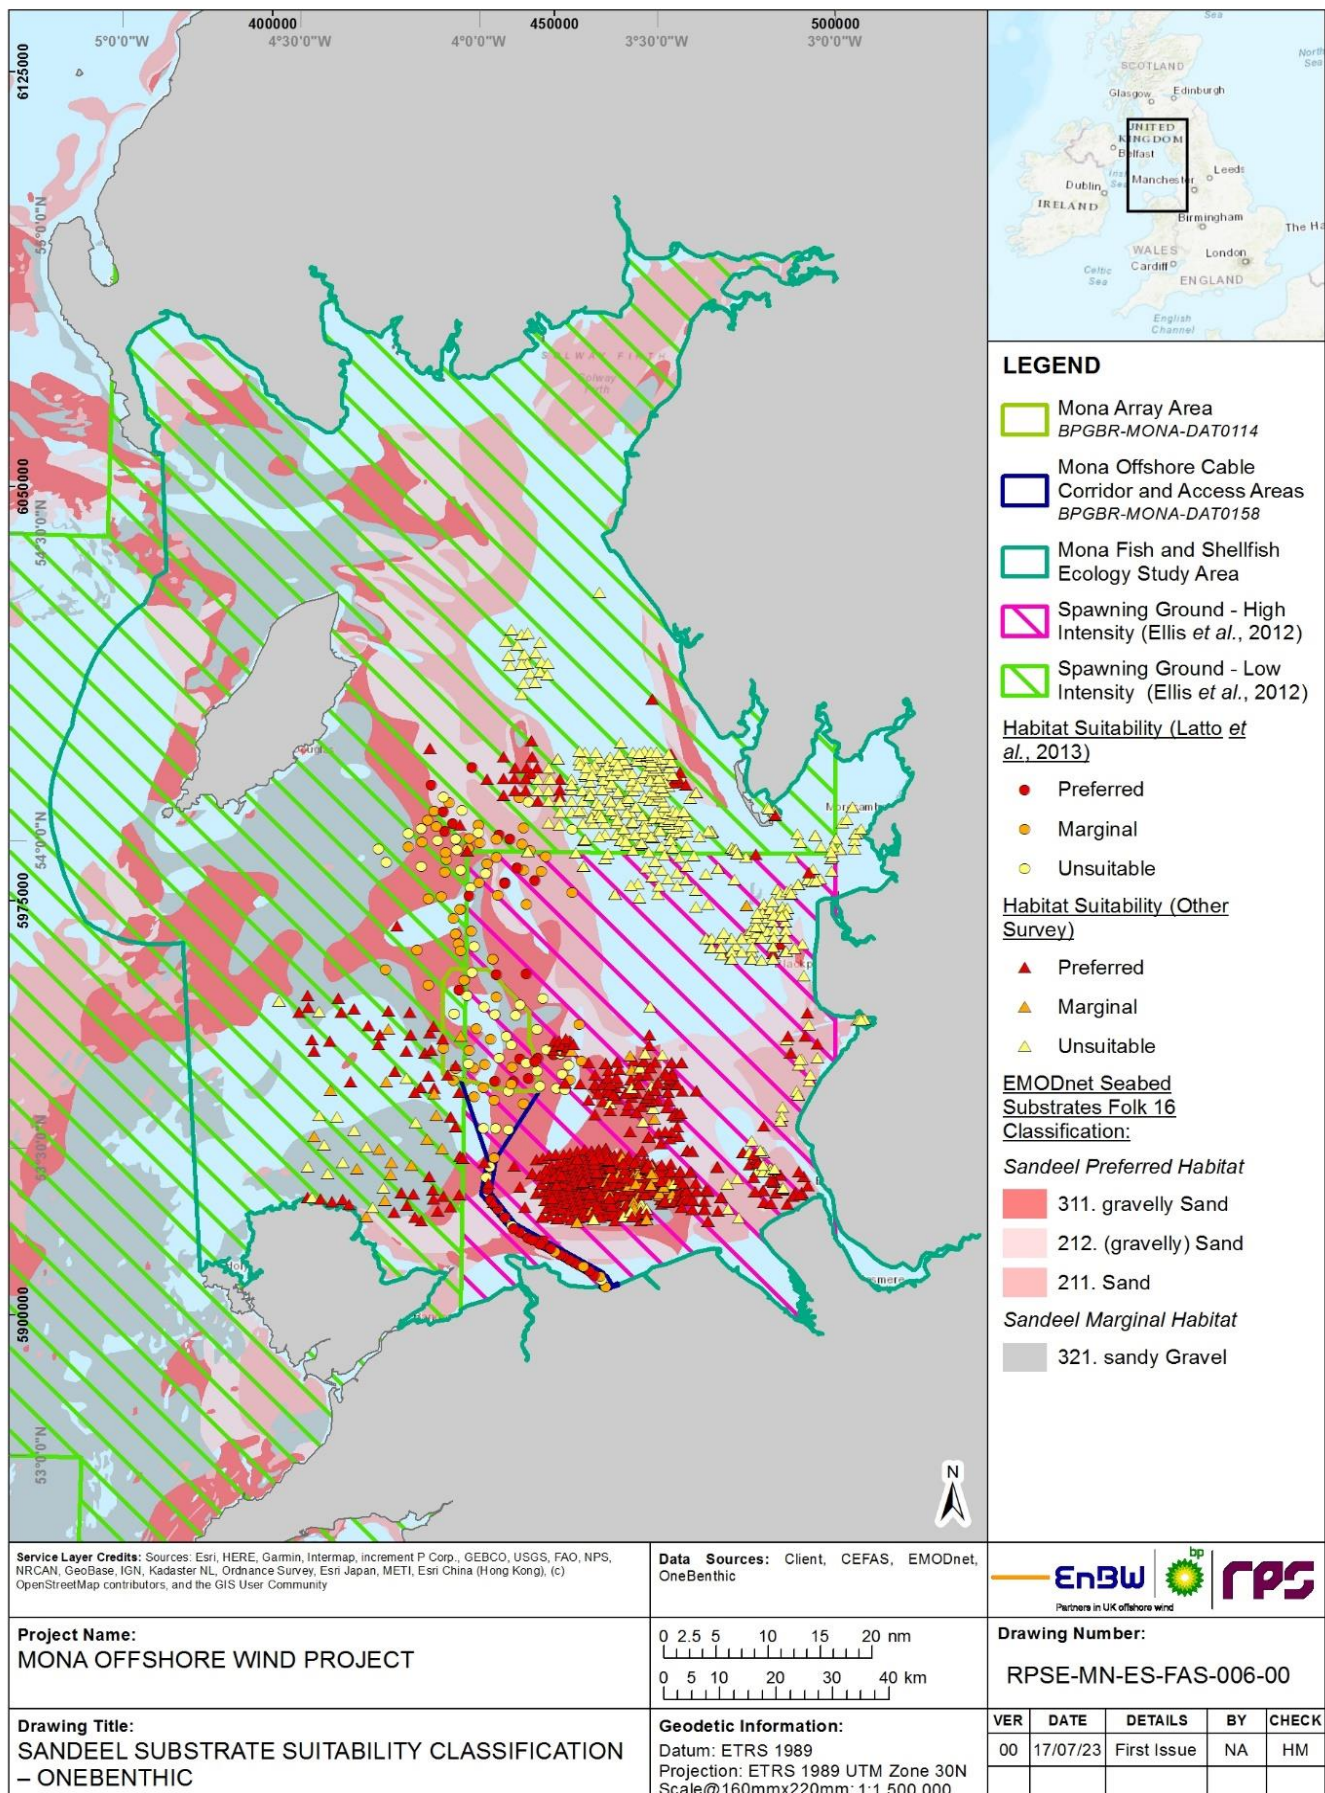 400000
450000
500000
5°0'0"W
4°30'0"W
4°0'0"W
3°30'0"W
3°0'0"W
6125000
6050000
5975000
5900000
55°0'0"N
54°30'0"N
54°0'0"N
53°30'0"N
53°0'0"N
SOLWAY FIRTH
Solway
Firth
Sea
North
Sea
SCOTLAND
Glasgow
Edinburgh
UNITED
KINGDOM
Belfast
Leeds
Dublin
Manchester
IRELAND
Birmingham
The Ha
WALES
Cardiff
London
Celtic
Sea
ENGLAND
English
Channel
LEGEND
Mona Array Area
BPGBR-MONA-DAT0114
Mona Offshore Cable
Corridor and Access Areas
BPGBR-MONA-DAT0158
Mona Fish and Shellfish
Ecology Study Area
Spawning Ground - High
Intensity (Ellis et al., 2012)
Spawning Ground - Low
Intensity (Ellis et al., 2012)
Habitat Suitability (Latto et
al., 2013)
Preferred
Marginal
Unsuitable
Habitat Suitability (Other
Survey)
Preferred
Marginal
Unsuitable
EMODnet Seabed
Substrates Folk 16
Classification:
Sandeel Preferred Habitat
311. gravelly Sand
212. (gravelly) Sand
211. Sand
Sandeel Marginal Habitat
321. sandy Gravel
N
Service Layer Credits: Sources: Esri, HERE, Garmin, Intermap, increment P Corp., GEBCO, USGS, FAO, NPS,
NRCAN, GeoBase, IGN, Kadaster NL, Ordnance Survey, Esri Japan, METI, Esri China (Hong Kong), (c)
OpenStreetMap contributors, and the GIS User Community
Data Sources: Client, CEFAS, EMODnet,
OneBenthic
EnBW
bp
rps
Partners in UK offshore wind
Project Name:
MONA OFFSHORE WIND PROJECT
0 2.5 5 10 15 20 nm
0 5 10 20 30 40 km
Drawing Number:
RPSE-MN-ES-FAS-006-00
Drawing Title:
SANDEEL SUBSTRATE SUITABILITY CLASSIFICATION
– ONEBENTHIC
Geodetic Information:
Datum: ETRS 1989
Projection: ETRS 1989 UTM Zone 30N
Scale@160mmx220mm: 1:1,500,000
VER DATE DETAILS BY CHECK
00 17/07/23 First Issue NA HM